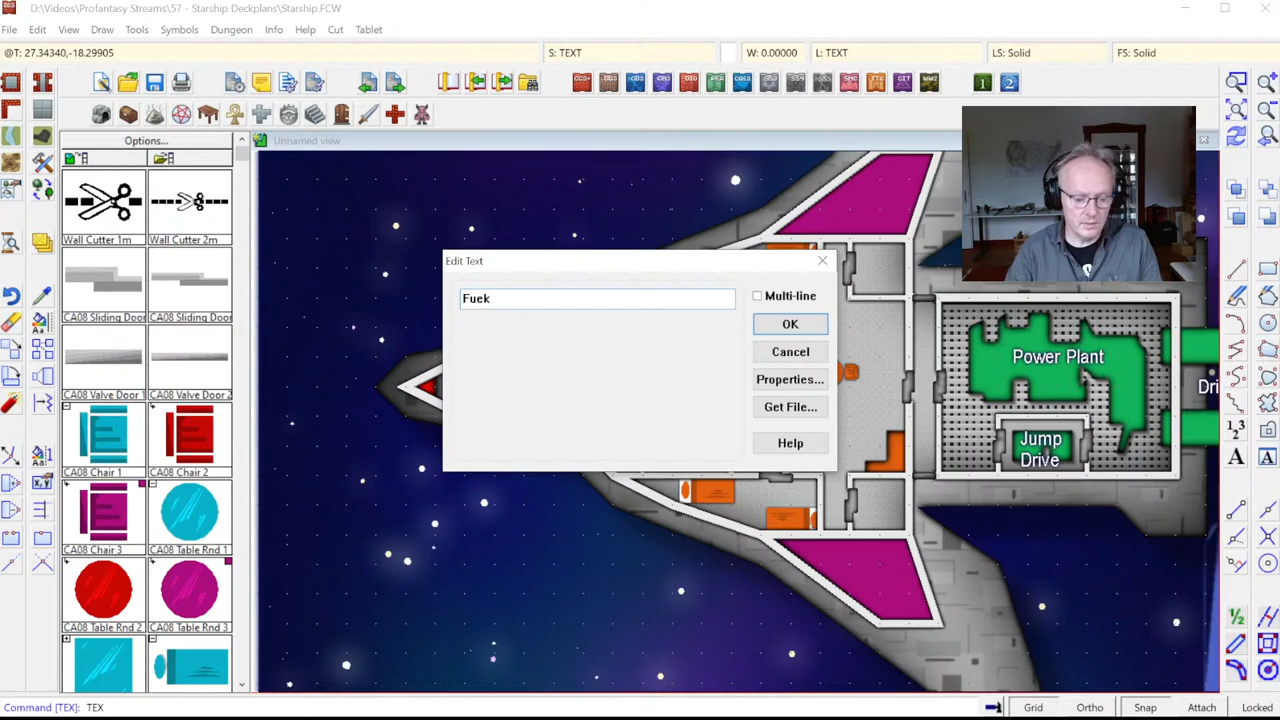 D:\Videos\Profantasy Streams\57 - Starship Deckplans\Starship.FCW
File Edit View Draw Tools Symbols Dungeon Info Help Cut Tablet
@T: 27.34340,-18.29905 S: TEXT W: 0.00000 L: TEXT LS: Solid FS: Solid
Options...
Unnamed view
Wall Cutter 1m Wall Cutter 2m
CA08 Sliding Door CA08 Sliding Door
CA08 Valve Door 1 CA08 Valve Door 2
CA08 Chair 1 CA08 Chair 2
CA08 Chair 3 CA08 Table Rnd 1
CA08 Table Rnd 2 CA08 Table Rnd 3
Edit Text
Fuek
Multi-line
OK
Cancel
Properties...
Get File...
Help
Power Plant
Jump
Drive
Dri
Command [TEX]: TEX
Grid Ortho Snap Attach Locked